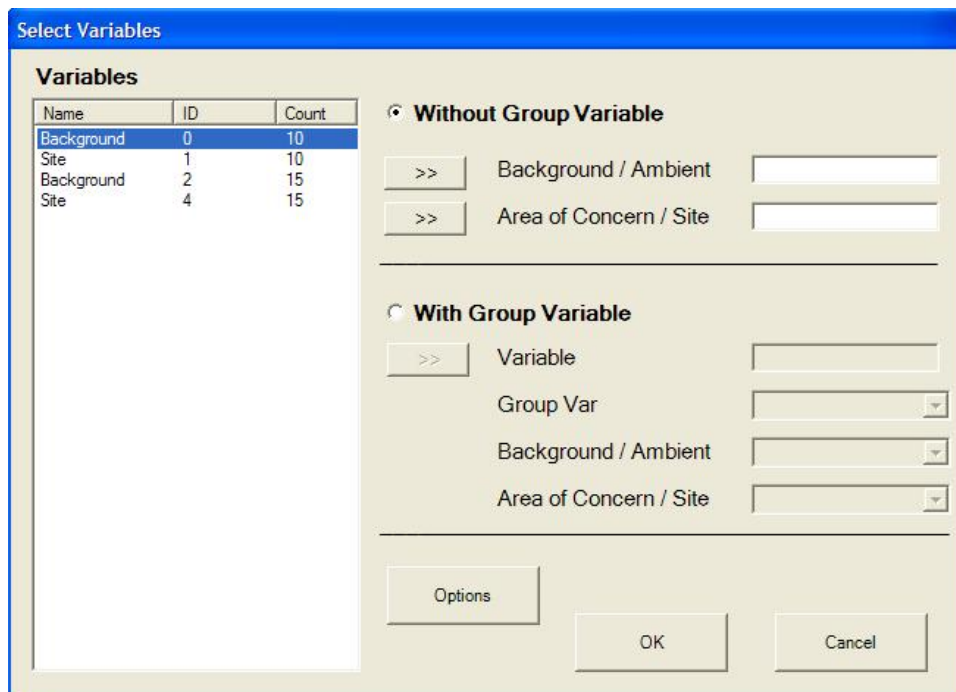 Select Variables
Variables
Name ID Count
Background 0 10
Site 1 10
Background 2 15
Site 4 15
Without Group Variable
>> Background / Ambient
>> Area of Concern / Site
With Group Variable
>> Variable
Group Var
Background / Ambient
Area of Concern / Site
Options
OK
Cancel